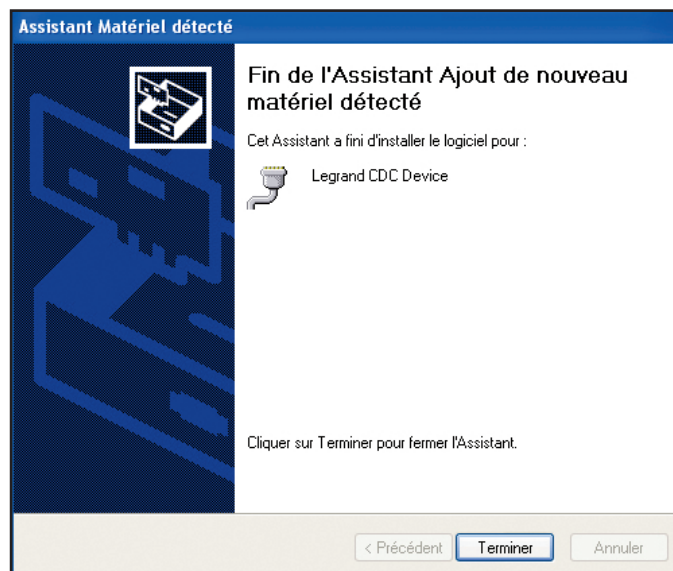 Assistant Matériel détecté
Fin de l'Assistant Ajout de nouveau
matériel détecté
Cet Assistant a fini d'installer le logiciel pour :
Legrand CDC Device
Cliquer sur Terminer pour fermer l'Assistant.
< Précédent Terminer Annuler